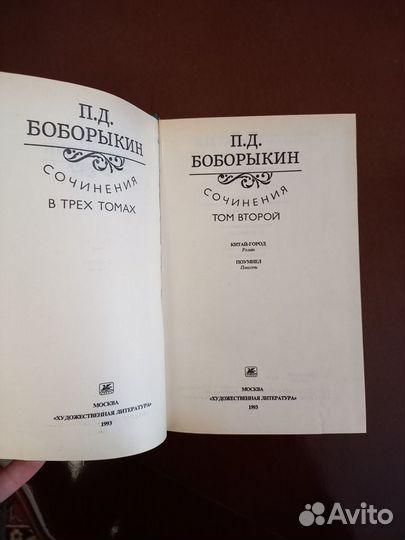 П.Д.
БОБОРЫКИН
СОЧИНЕНИЯ
В ТРЕХ ТОМАХ
МОСКВА
«ХУДОЖЕСТВЕННАЯ ЛИТЕРАТУРА»
1993
П.Д.
БОБОРЫКИН
СОЧИНЕНИЯ
ТОМ ВТОРОЙ
КИТАЙ-ГОРОД
Роман
ПОУМНЕЛ
Повесть
МОСКВА
«ХУДОЖЕСТВЕННАЯ ЛИТЕРАТУРА»
1993
Avito